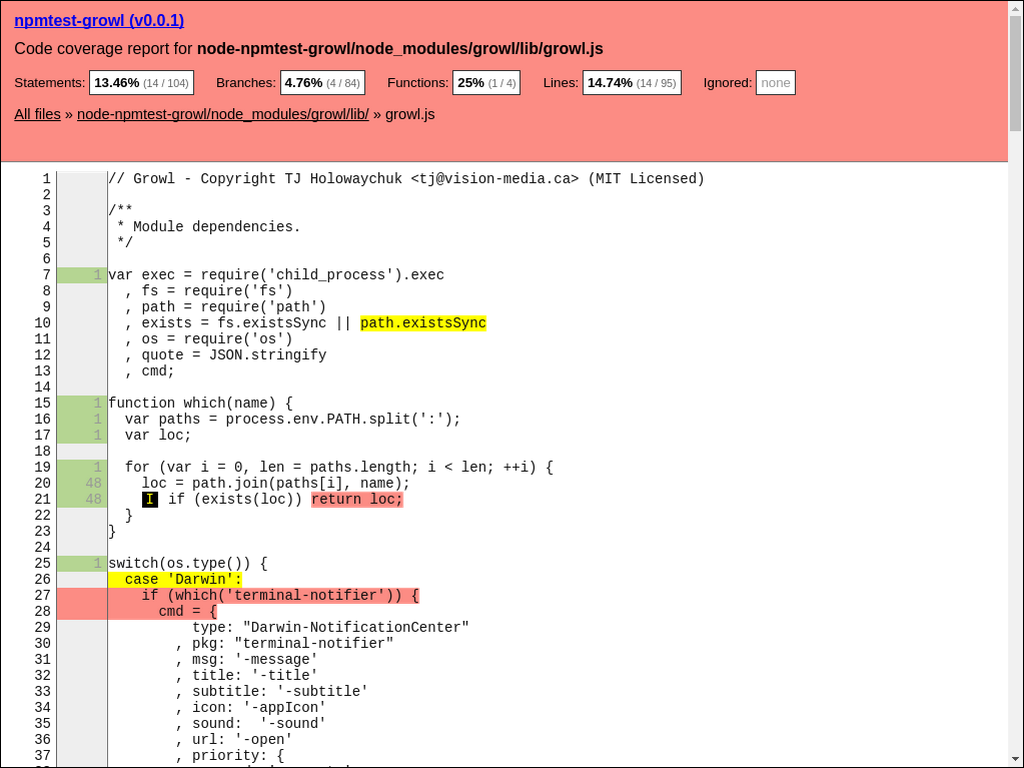 npmtest-growl (v0.0.1)
Code coverage report for node-npmtest-growl/node_modules/growl/lib/growl.js
Statements: 13.46% (14 / 104) Branches: 4.76% (4 / 84) Functions: 25% (1 / 4) Lines: 14.74% (14 / 95) Ignored: none
All files » node-npmtest-growl/node_modules/growl/lib/ » growl.js
1 // Growl - Copyright TJ Holowaychuk <tj@vision-media.ca> (MIT Licensed)
2
3 /**
4  * Module dependencies.
5  */
6
7 1 var exec = require('child_process').exec
8   , fs = require('fs')
9   , path = require('path')
10   , exists = fs.existsSync || path.existsSync
11   , os = require('os')
12   , quote = JSON.stringify
13   , cmd;
14
15 1 function which(name) {
16 1   var paths = process.env.PATH.split(':');
17 1   var loc;
18
19 1   for (var i = 0, len = paths.length; i < len; ++i) {
20 48     loc = path.join(paths[i], name);
21 48     I if (exists(loc)) return loc;
22   }
23 }
24
25 1 switch(os.type()) {
26   case 'Darwin':
27     if (which('terminal-notifier')) {
28       cmd = {
29           type: "Darwin-NotificationCenter"
30         , pkg: "terminal-notifier"
31         , msg: '-message'
32         , title: '-title'
33         , subtitle: '-subtitle'
34         , icon: '-appIcon'
35         , sound:  '-sound'
36         , url: '-open'
37         , priority: {